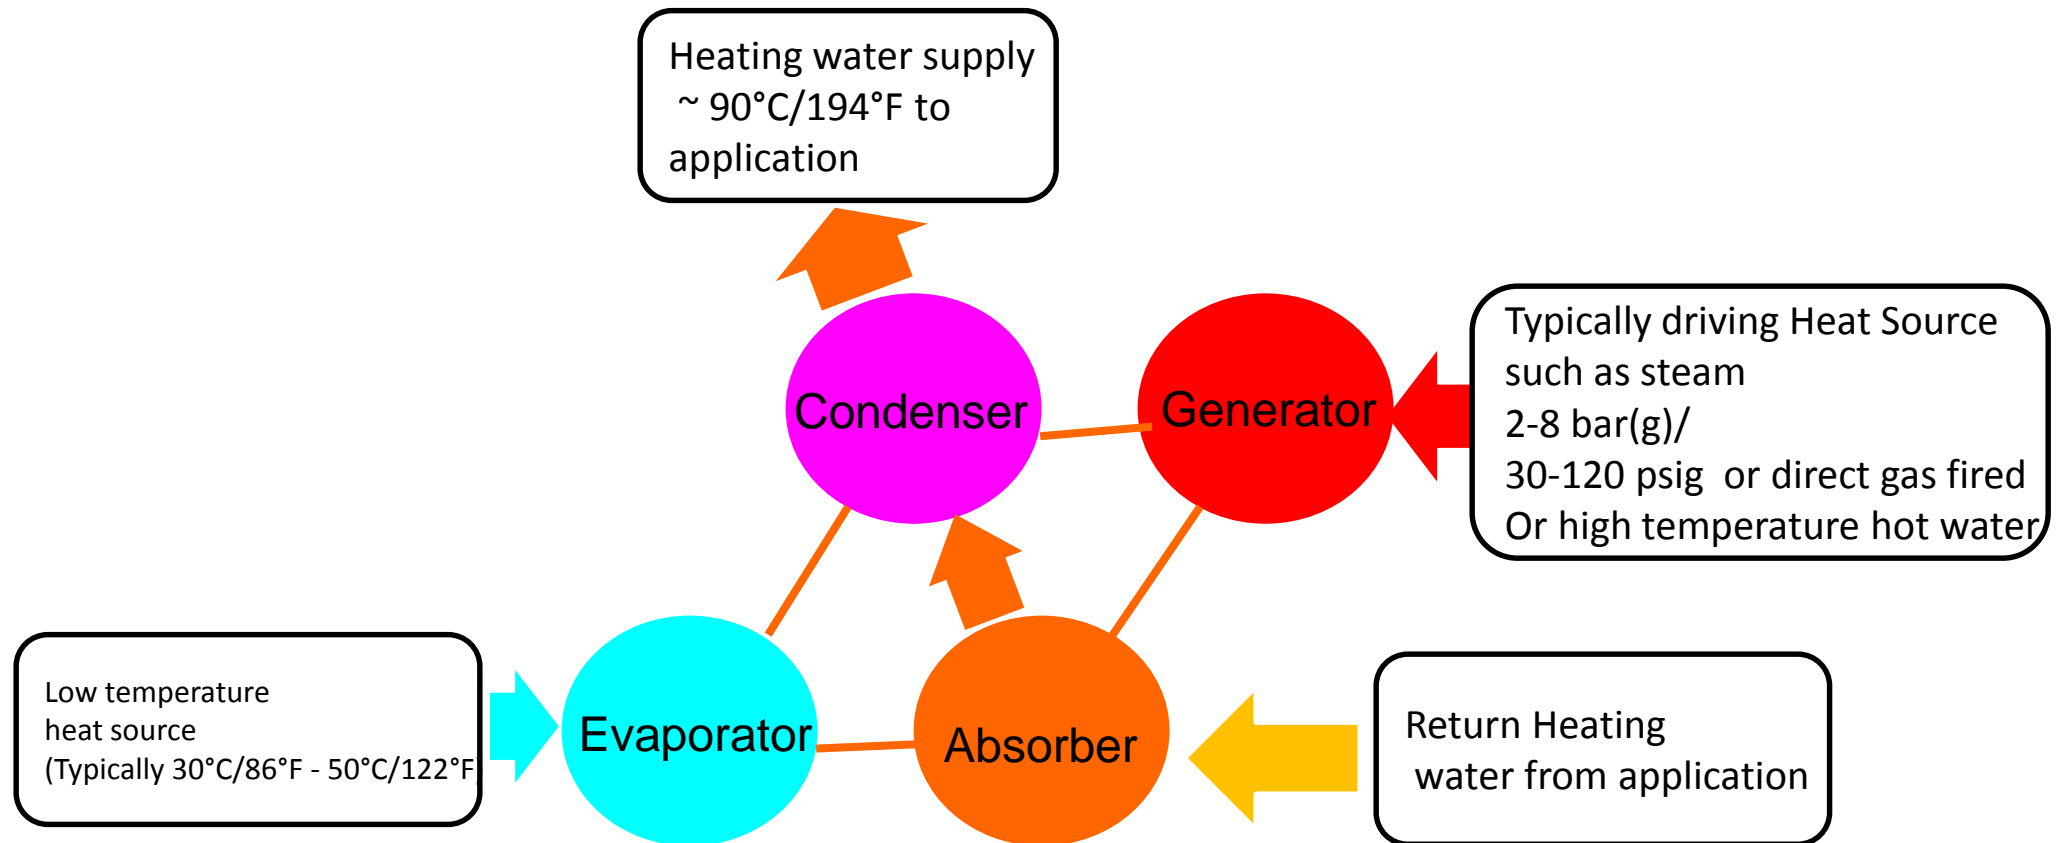 Heating water supply
~ 90°C/194°F to
application
Condenser
Generator
Typically driving Heat Source
such as steam
2-8 bar(g)/
30-120 psig  or direct gas fired
Or high temperature hot water
Low temperature
heat source
(Typically 30°C/86°F - 50°C/122°F)
Evaporator
Absorber
Return Heating
water from application